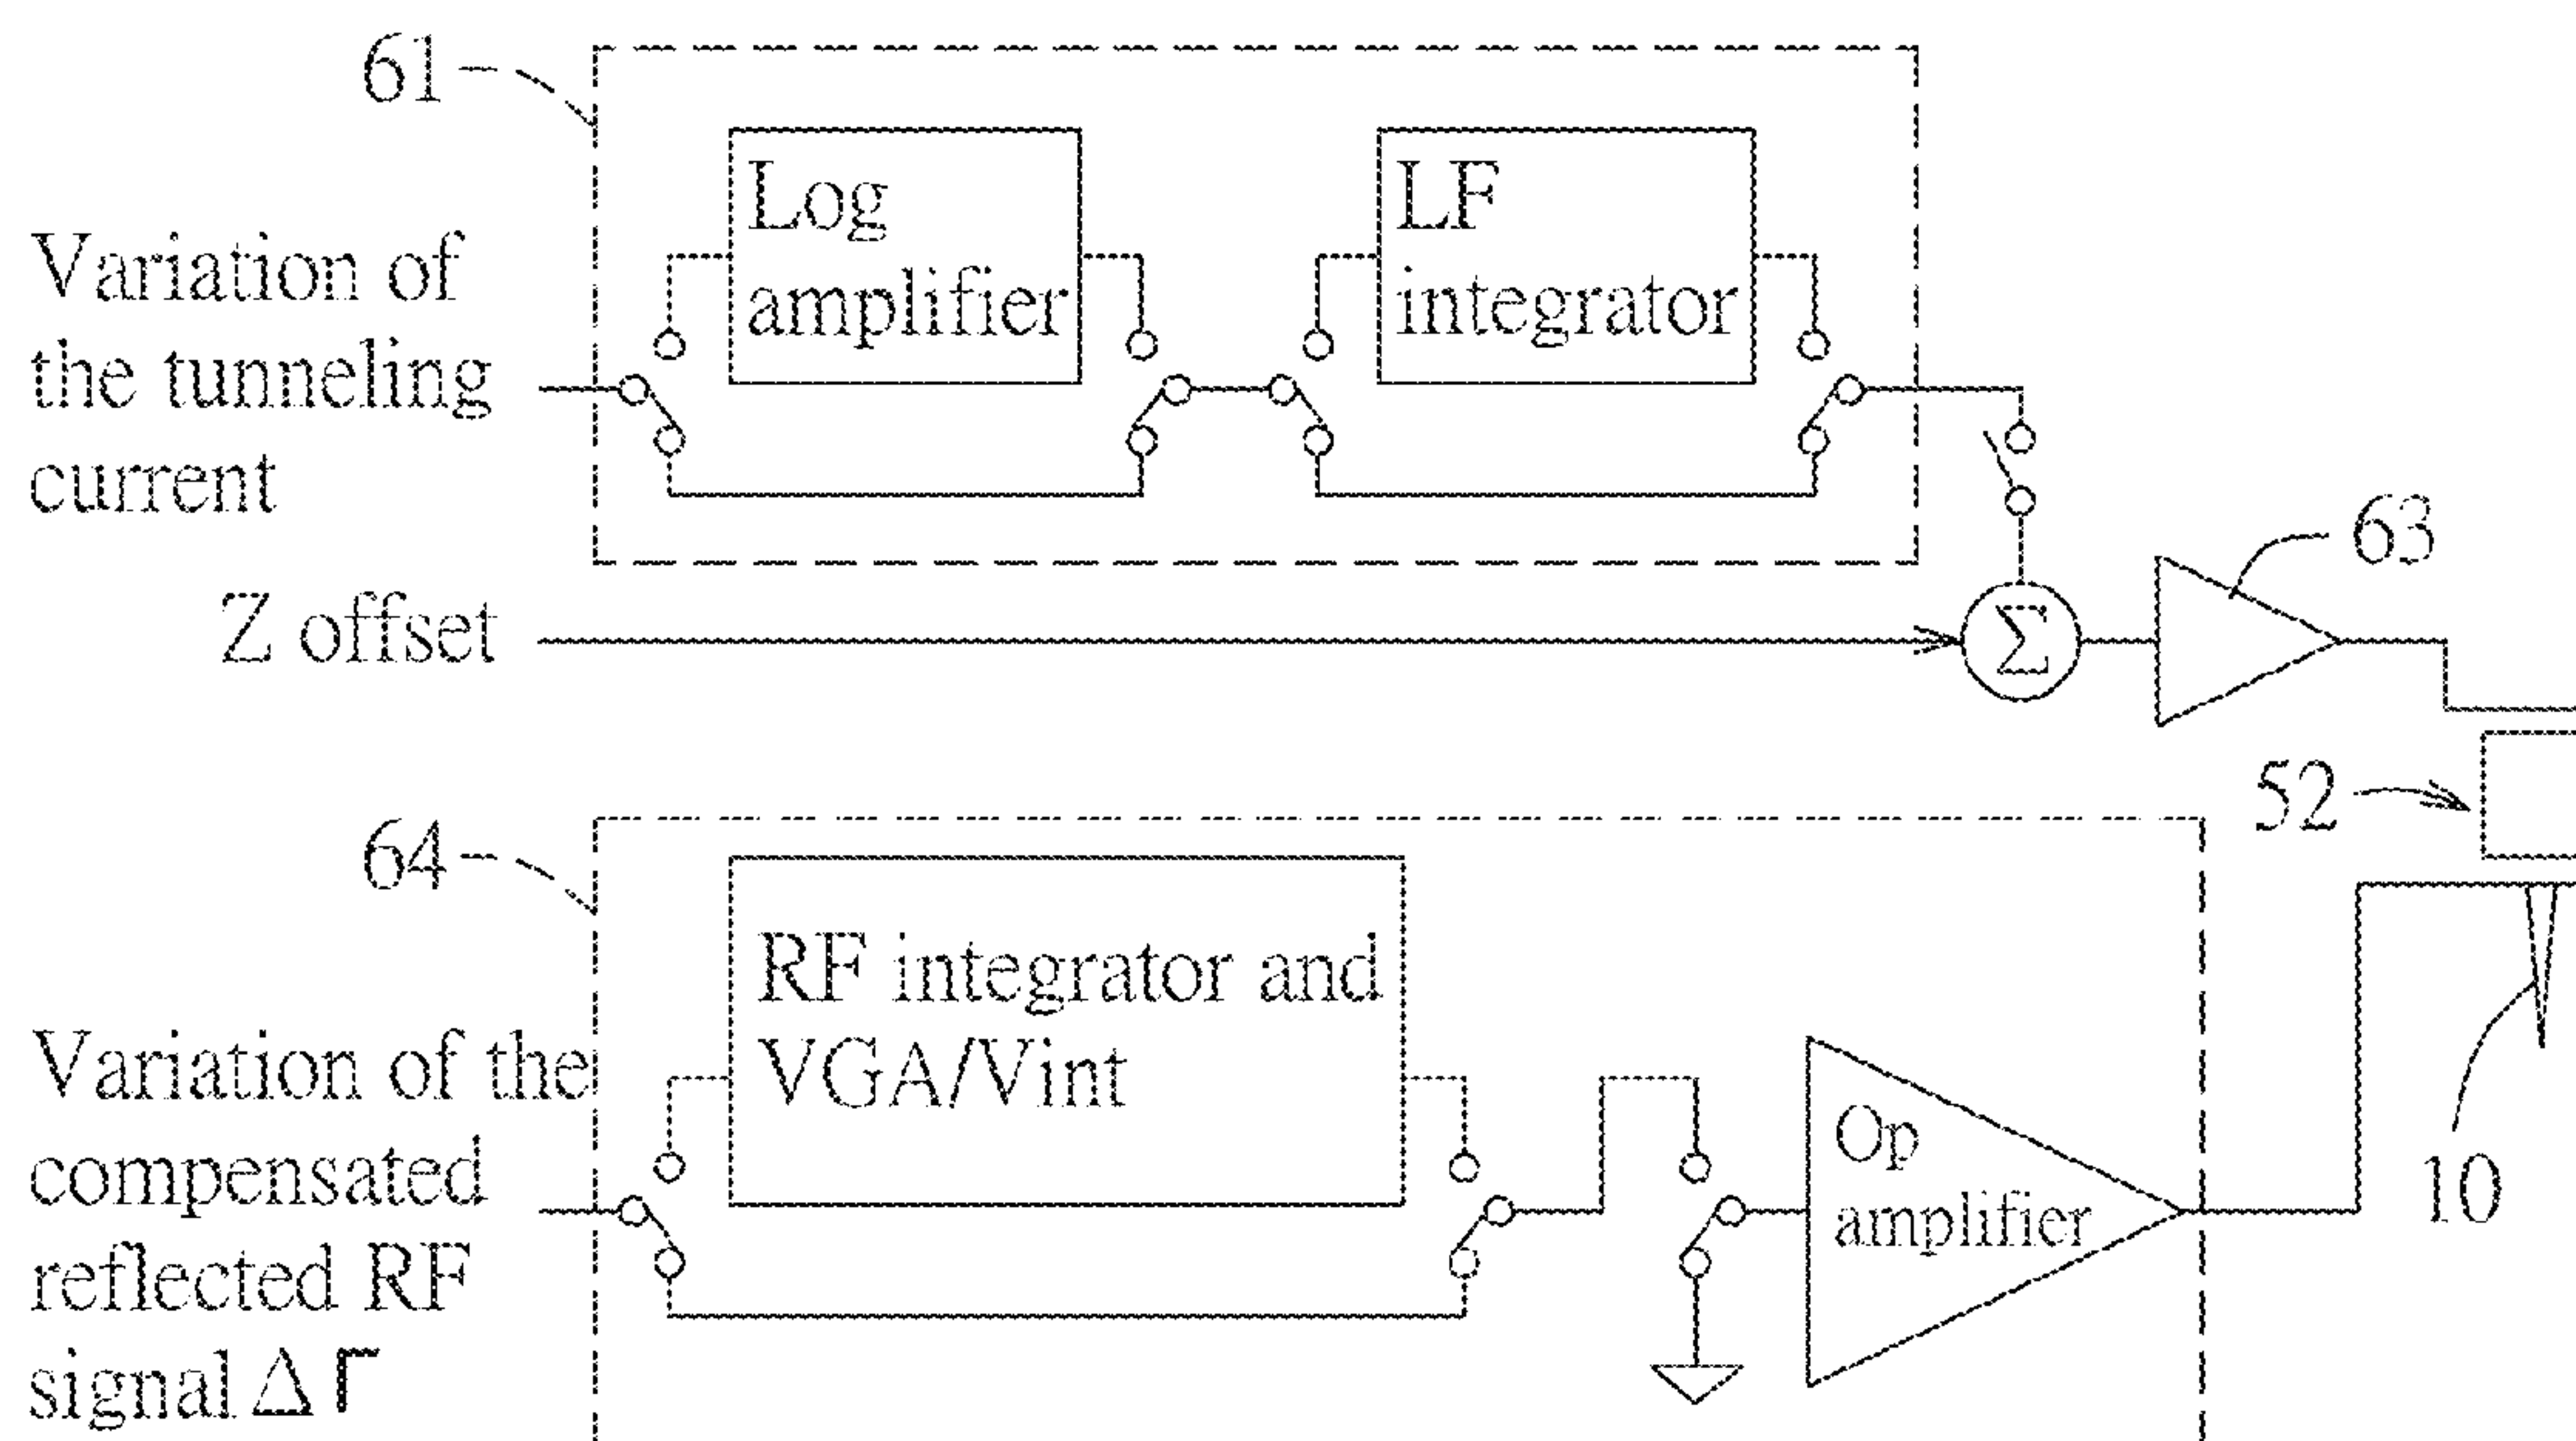 61
Log
amplifier
LF
integrator
Variation of
the tunneling
current
63
Z offset
Σ
52
64
RF integrator and
VGA/Vint
Variation of the
compensated
reflected RF
signal ΔΓ
Op
amplifier
10